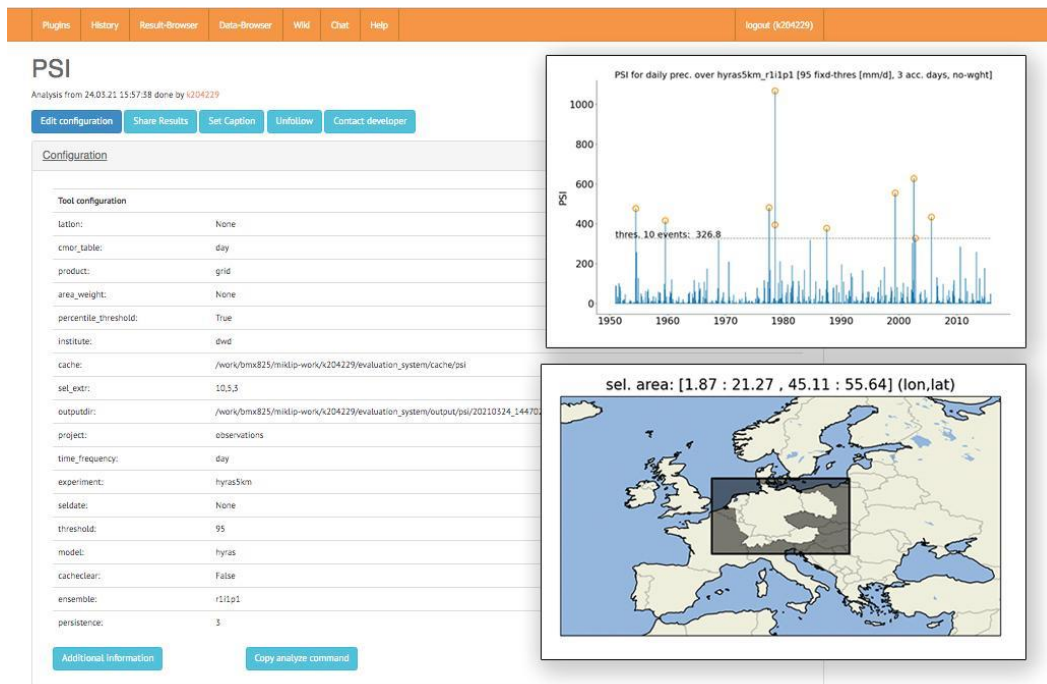 Plugins History Result-Browser Data-Browser Wiki Chat Help logout (k204229)
PSI
Analysis from 24.03.21 15:57:38 done by k204229
Edit configuration Share Results Set Caption Unfollow Contact developer
Configuration
Tool configuration
latlon: None
cmor_table: day
product: grid
area_weight: None
percentile_threshold: True
institute: dwd
cache: /work/bmx825/miklip-work/k204229/evaluation_system/cache/psi
sel_extr: 10,5,3
outputdir: /work/bmx825/miklip-work/k204229/evaluation_system/output/psi/20210324_144702
project: observations
time_frequency: day
experiment: hyras5km
seldate: None
threshold: 95
model: hyras
cacheclear: False
ensemble: r1i1p1
persistence: 3
Additional information Copy analyze command
PSI for daily prec. over hyras5km_r1i1p1 [95 fixd-thres [mm/d], 3 acc. days, no-wght]
1000
800
600
PSI
400
thres. 10 events: 326.8
200
0
1950 1960 1970 1980 1990 2000 2010
sel. area: [1.87 : 21.27 , 45.11 : 55.64] (lon,lat)